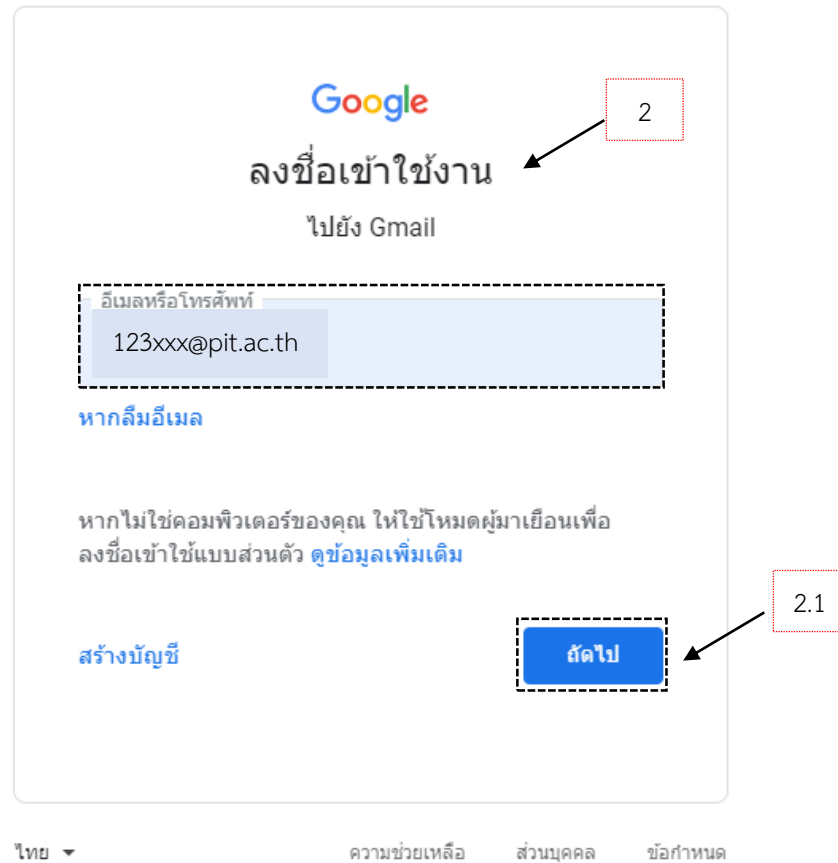 Google
2
ลงชื่อเข้าใช้งาน
ไปยัง Gmail
อีเมลหรือโทรศัพท์
123xxx@pit.ac.th
หากลืมอีเมล
หากไม่ใช่คอมพิวเตอร์ของคุณ ให้ใช้โหมดผู้มาเยือนเพื่อ
ลงชื่อเข้าใช้แบบส่วนตัว ดูข้อมูลเพิ่มเติม
2.1
สร้างบัญชี
ถัดไป
ไทย
ความช่วยเหลือ
ส่วนบุคคล
ข้อกำหนด